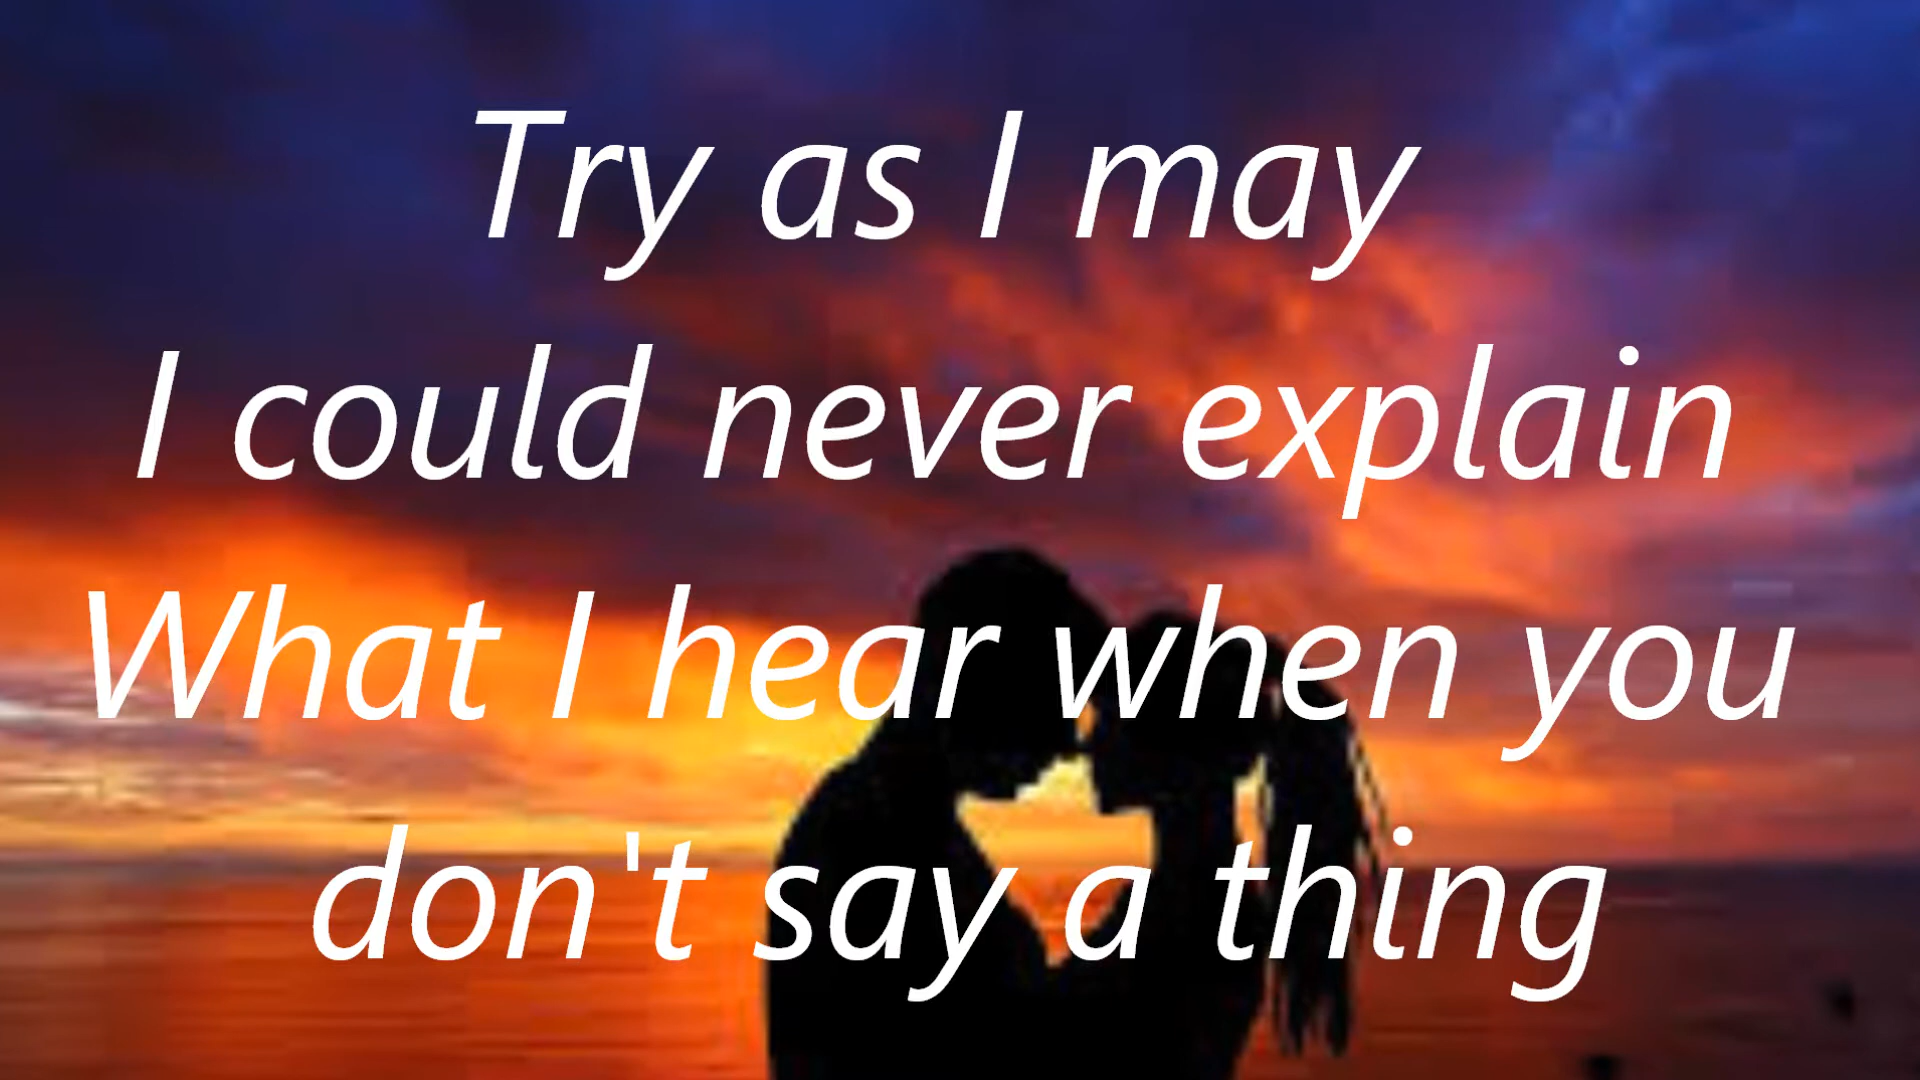 Try as I may
I could never explain
What I hear when you
don't say a thing